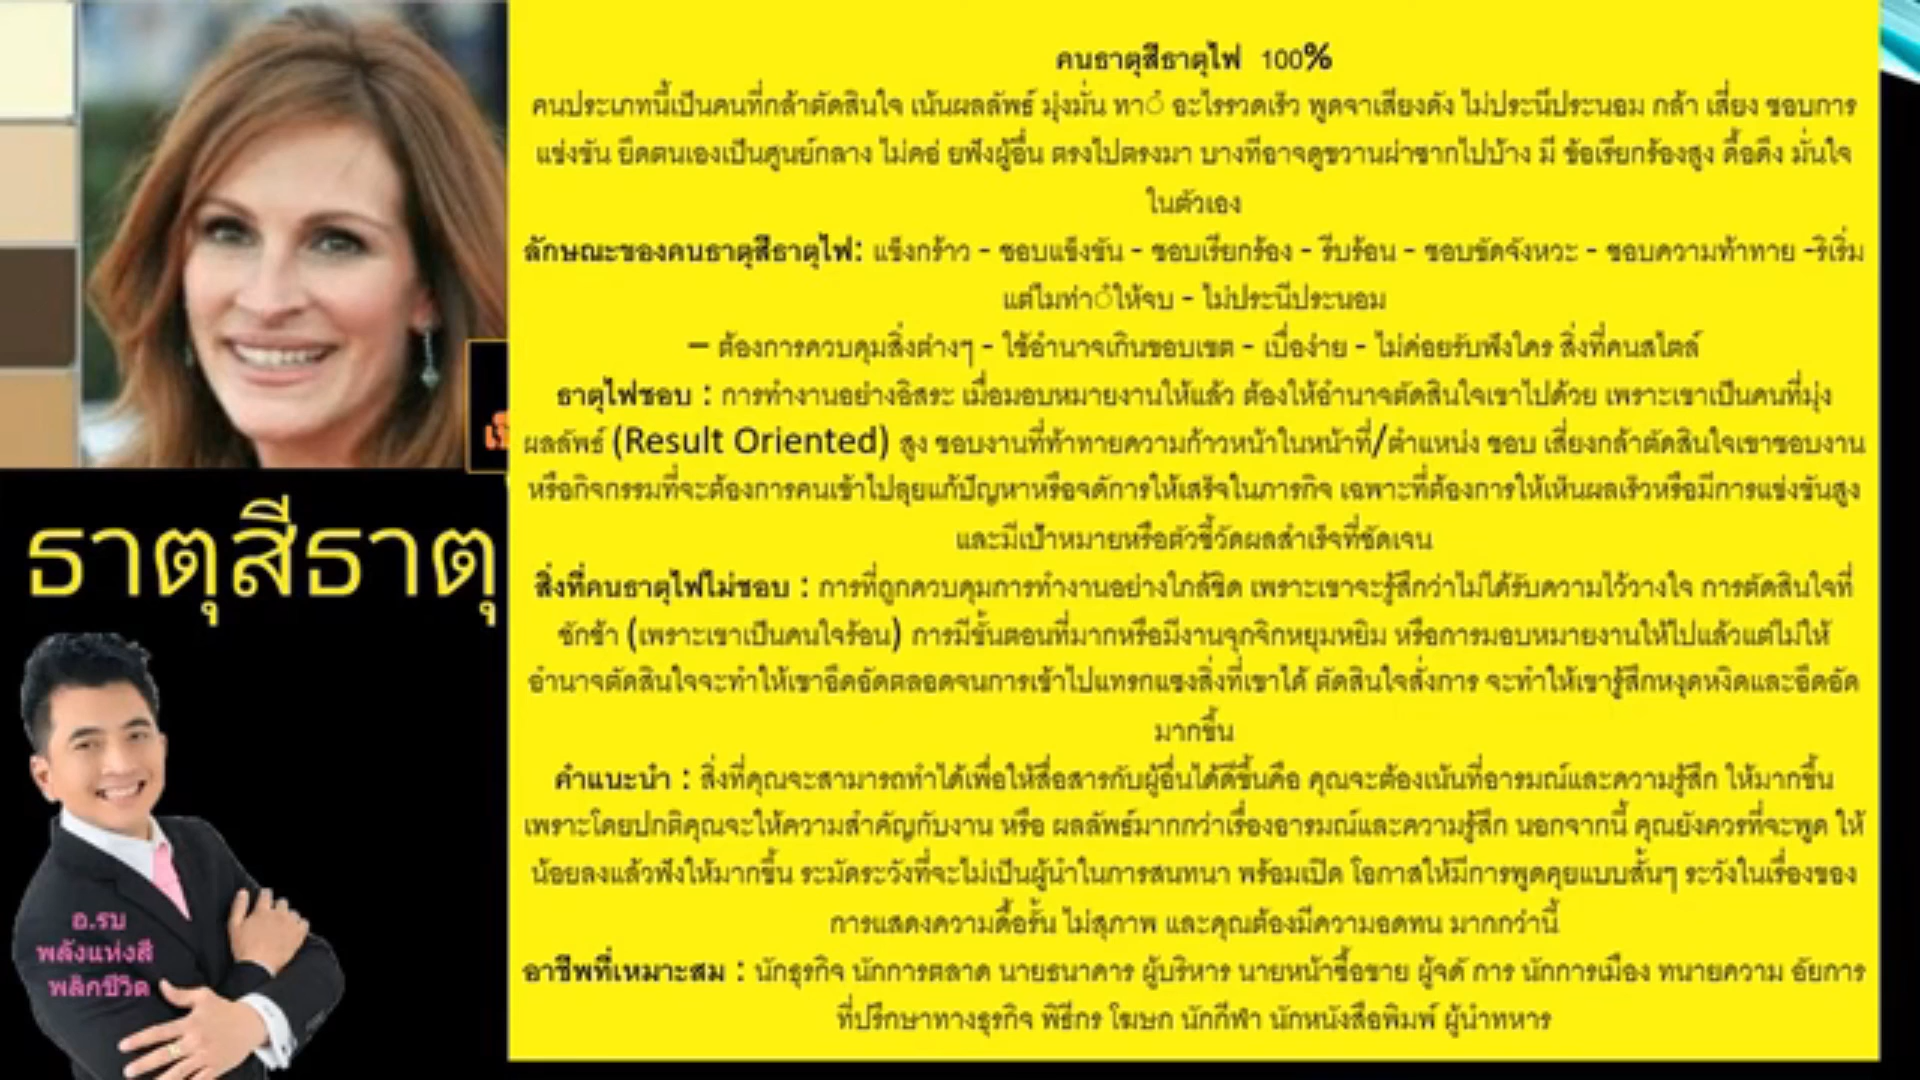 คนธาตุสีธาตุไฟ 100%
คนประเภทนี้เป็นคนที่กล้าตัดสินใจ เน้นผลลัพธ์ มุ่งมั่น ทาํ อะไรรวดเร็ว พูดจาเสียงดัง ไม่ประนีประนอม กล้า เสี่ยง ชอบการ
แข่งขัน ยึดตนเองเป็นศูนย์กลาง ไม่คอ่ ยฟังผู้อื่น ตรงไปตรงมา บางทีอาจดูขวานผ่าซากไปบ้าง มี ข้อเรียกร้องสูง ดื้อดึง มั่นใจ
ในตัวเอง
ลักษณะของคนธาตุสีธาตุไฟ: แข็งกร้าว - ชอบแข็งขัน - ชอบเรียกร้อง - รีบร้อน - ชอบขัดจังหวะ - ชอบความท้าทาย -ริเริ่ม
แต่ไมท่าํให้จบ - ไม่ประนีประนอม
– ต้องการควบคุมสิ่งต่างๆ - ใช้อำนาจเกินขอบเขต - เบื่อง่าย - ไม่ค่อยรับฟังใคร สิ่งที่คนสไตล์
ธาตุไฟชอบ : การทำงานอย่างอิสระ เมื่อมอบหมายงานให้แล้ว ต้องให้อำนาจตัดสินใจเขาไปด้วย เพราะเขาเป็นคนที่มุ่ง
ผลลัพธ์ (Result Oriented) สูง ชอบงานที่ท้าทายความก้าวหน้าในหน้าที่/ตำแหน่ง ชอบ เสี่ยงกล้าตัดสินใจเขาชอบงาน
หรือกิจกรรมที่จะต้องการคนเข้าไปลุยแก้ปัญหาหรือจดัการให้เสร็จในภารกิจ เฉพาะที่ต้องการให้เห็นผลเร็วหรือมีการแข่งขันสูง
และมีเป้าหมายหรือตัวชี้วัดผลสำเร็จที่ชัดเจน
สิ่งที่คนธาตุไฟไม่ชอบ : การที่ถูกควบคุมการทำงานอย่างใกล้ชิด เพราะเขาจะรู้สึกว่าไม่ได้รับความไว้วางใจ การตัดสินใจที่
ชักช้า (เพราะเขาเป็นคนใจร้อน) การมีขั้นตอนที่มากหรือมีงานจุกจิกหยุมหยิม หรือการมอบหมายงานให้ไปแล้วแต่ไม่ให้
อำนาจตัดสินใจจะทำให้เขาอึดอัดตลอดจนการเข้าไปแทรกแซงสิ่งที่เขาได้ ตัดสินใจสั่งการ จะทำให้เขารู้สึกหงุดหงิดและอึดอัด
มากขึ้น
คำแนะนำ : สิ่งที่คุณจะสามารถทำได้เพื่อให้สื่อสารกับผู้อื่นได้ดีขึ้นคือ คุณจะต้องเน้นที่อารมณ์และความรู้สึก ให้มากขึ้น
เพราะโดยปกติคุณจะให้ความสำคัญกับงาน หรือ ผลลัพธ์มากกว่าเรื่องอารมณ์และความรู้สึก นอกจากนี้ คุณยังควรที่จะพูด ให้
น้อยลงแล้วฟังให้มากขึ้น ระมัดระวังที่จะไม่เป็นผู้นำในการสนทนา พร้อมเปิด โอกาสให้มีการพูดคุยแบบสั้นๆ ระวังในเรื่องของ
การแสดงความดื้อรั้น ไม่สุภาพ และคุณต้องมีความอดทน มากกว่านี้
อาชีพที่เหมาะสม : นักธุรกิจ นักการตลาด นายธนาคาร ผู้บริหาร นายหน้าซื้อขาย ผู้จดั การ นักการเมือง ทนายความ อัยการ
ที่ปรึกษาทางธุรกิจ พิธีกร โฆษก นักกีฬา นักหนังสือพิมพ์ ผู้นำทหาร
ธาตุสีธาตุ
อ.รบ
พลังแห่งสี
พลิกชีวิต